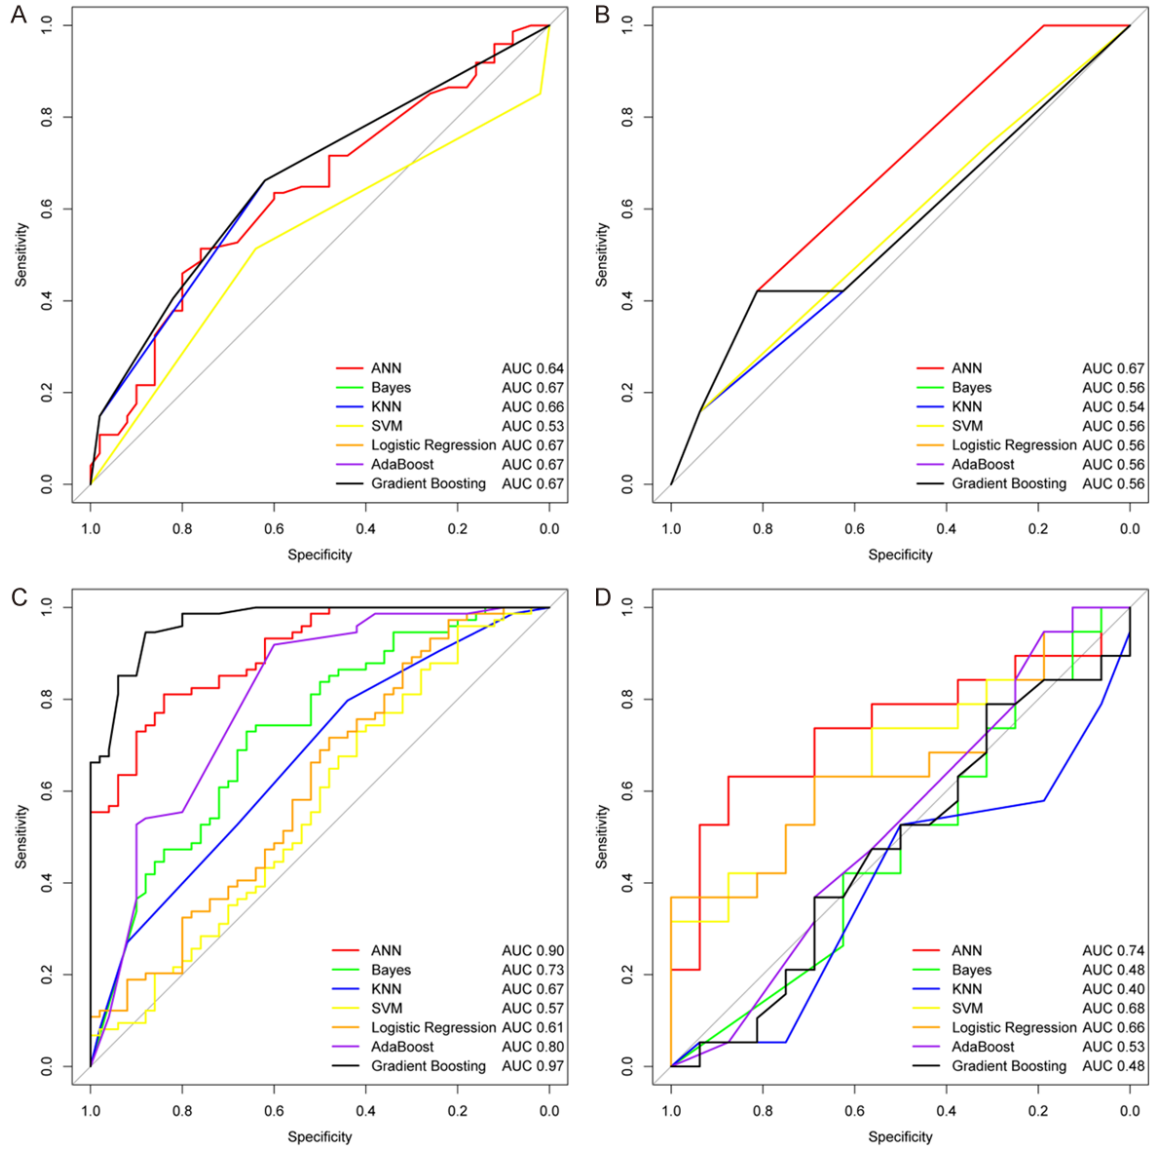 A
1.0
0.8
0.6
0.4
0.2
0.0
Sensitivity
ANN AUC 0.64
Bayes AUC 0.67
KNN AUC 0.66
SVM AUC 0.53
Logistic Regression AUC 0.67
AdaBoost AUC 0.67
Gradient Boosting AUC 0.67
1.0 0.8 0.6 0.4 0.2 0.0
Specificity
B
1.0
0.8
0.6
0.4
0.2
0.0
Sensitivity
ANN AUC 0.67
Bayes AUC 0.56
KNN AUC 0.54
SVM AUC 0.56
Logistic Regression AUC 0.56
AdaBoost AUC 0.56
Gradient Boosting AUC 0.56
1.0 0.8 0.6 0.4 0.2 0.0
Specificity
C
1.0
0.8
0.6
0.4
0.2
0.0
Sensitivity
ANN AUC 0.90
Bayes AUC 0.73
KNN AUC 0.67
SVM AUC 0.57
Logistic Regression AUC 0.61
AdaBoost AUC 0.80
Gradient Boosting AUC 0.97
1.0 0.8 0.6 0.4 0.2 0.0
Specificity
D
1.0
0.8
0.6
0.4
0.2
0.0
Sensitivity
ANN AUC 0.74
Bayes AUC 0.48
KNN AUC 0.40
SVM AUC 0.68
Logistic Regression AUC 0.66
AdaBoost AUC 0.53
Gradient Boosting AUC 0.48
1.0 0.8 0.6 0.4 0.2 0.0
Specificity